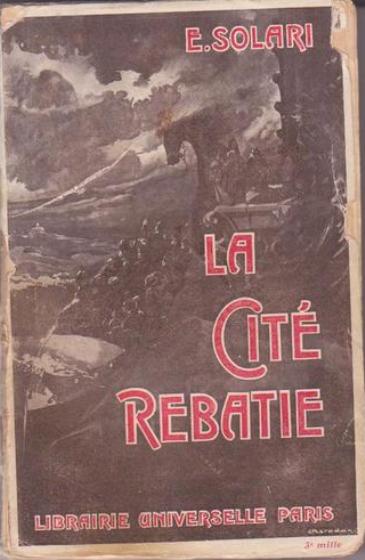 E. SOLARI
LA
CITÉ
REBATIE
LIBRAIRIE UNIVERSELLE PARIS
3e mille